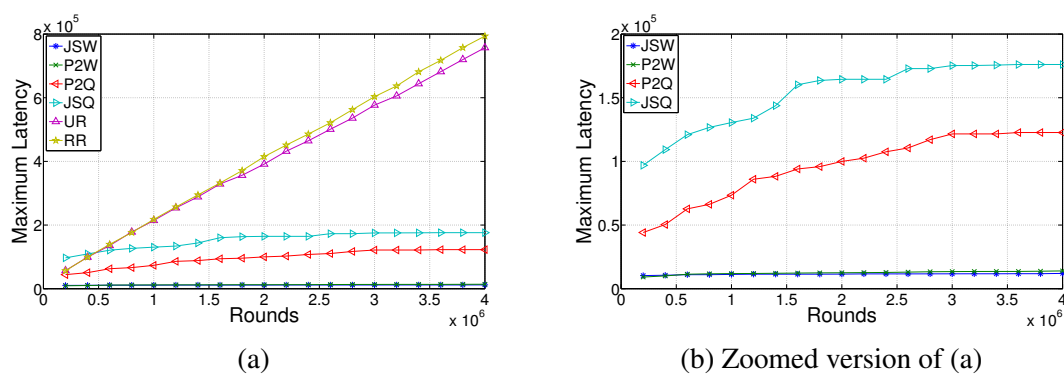 x 10^5
8
6
4
2
0
Maximum Latency
JSW
P2W
P2Q
JSQ
UR
RR
0 0.5 1 1.5 2 2.5 3 3.5 4
Rounds
x 10^6
(a)
x 10^5
2
1.5
1
0.5
0
Maximum Latency
JSW
P2W
P2Q
JSQ
0 0.5 1 1.5 2 2.5 3 3.5 4
Rounds
x 10^6
(b) Zoomed version of (a)